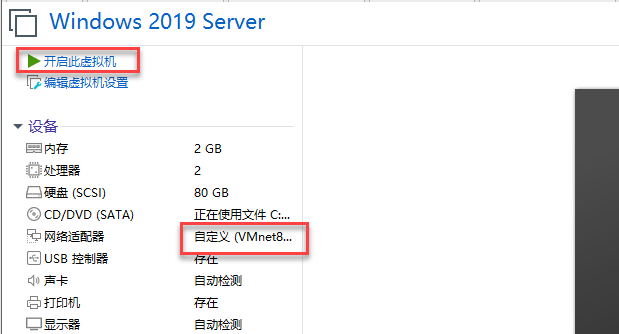 Windows 2019 Server
开启此虚拟机
编辑虚拟机设置
设备
内存 2 GB
处理器 2
硬盘 (SCSI) 80 GB
CD/DVD (SATA) 正在使用文件 C:...
网络适配器 自定义 (VMnet8...
USB 控制器 存在
声卡 自动检测
打印机 存在
显示器 自动检测